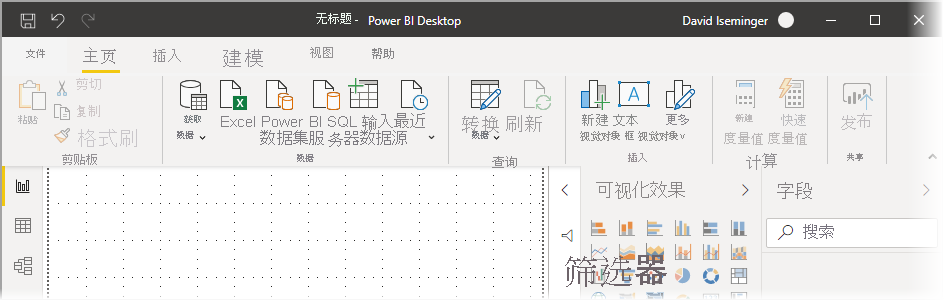 无标题 - Power BI Desktop
David Iseminger
文件 主页 插入 建模 视图 帮助
粘贴
剪切
复制
格式刷
剪贴板
获取
数据
Excel Power BI SQL 输入最近
数据集服 务器数据源
数据
转换 刷新
查询
新建 文本 更多
视觉对象 框 视觉对象
插入
新建 快速
度量值 度量值
计算
发布
共享
可视化效果
字段
搜索
筛选器